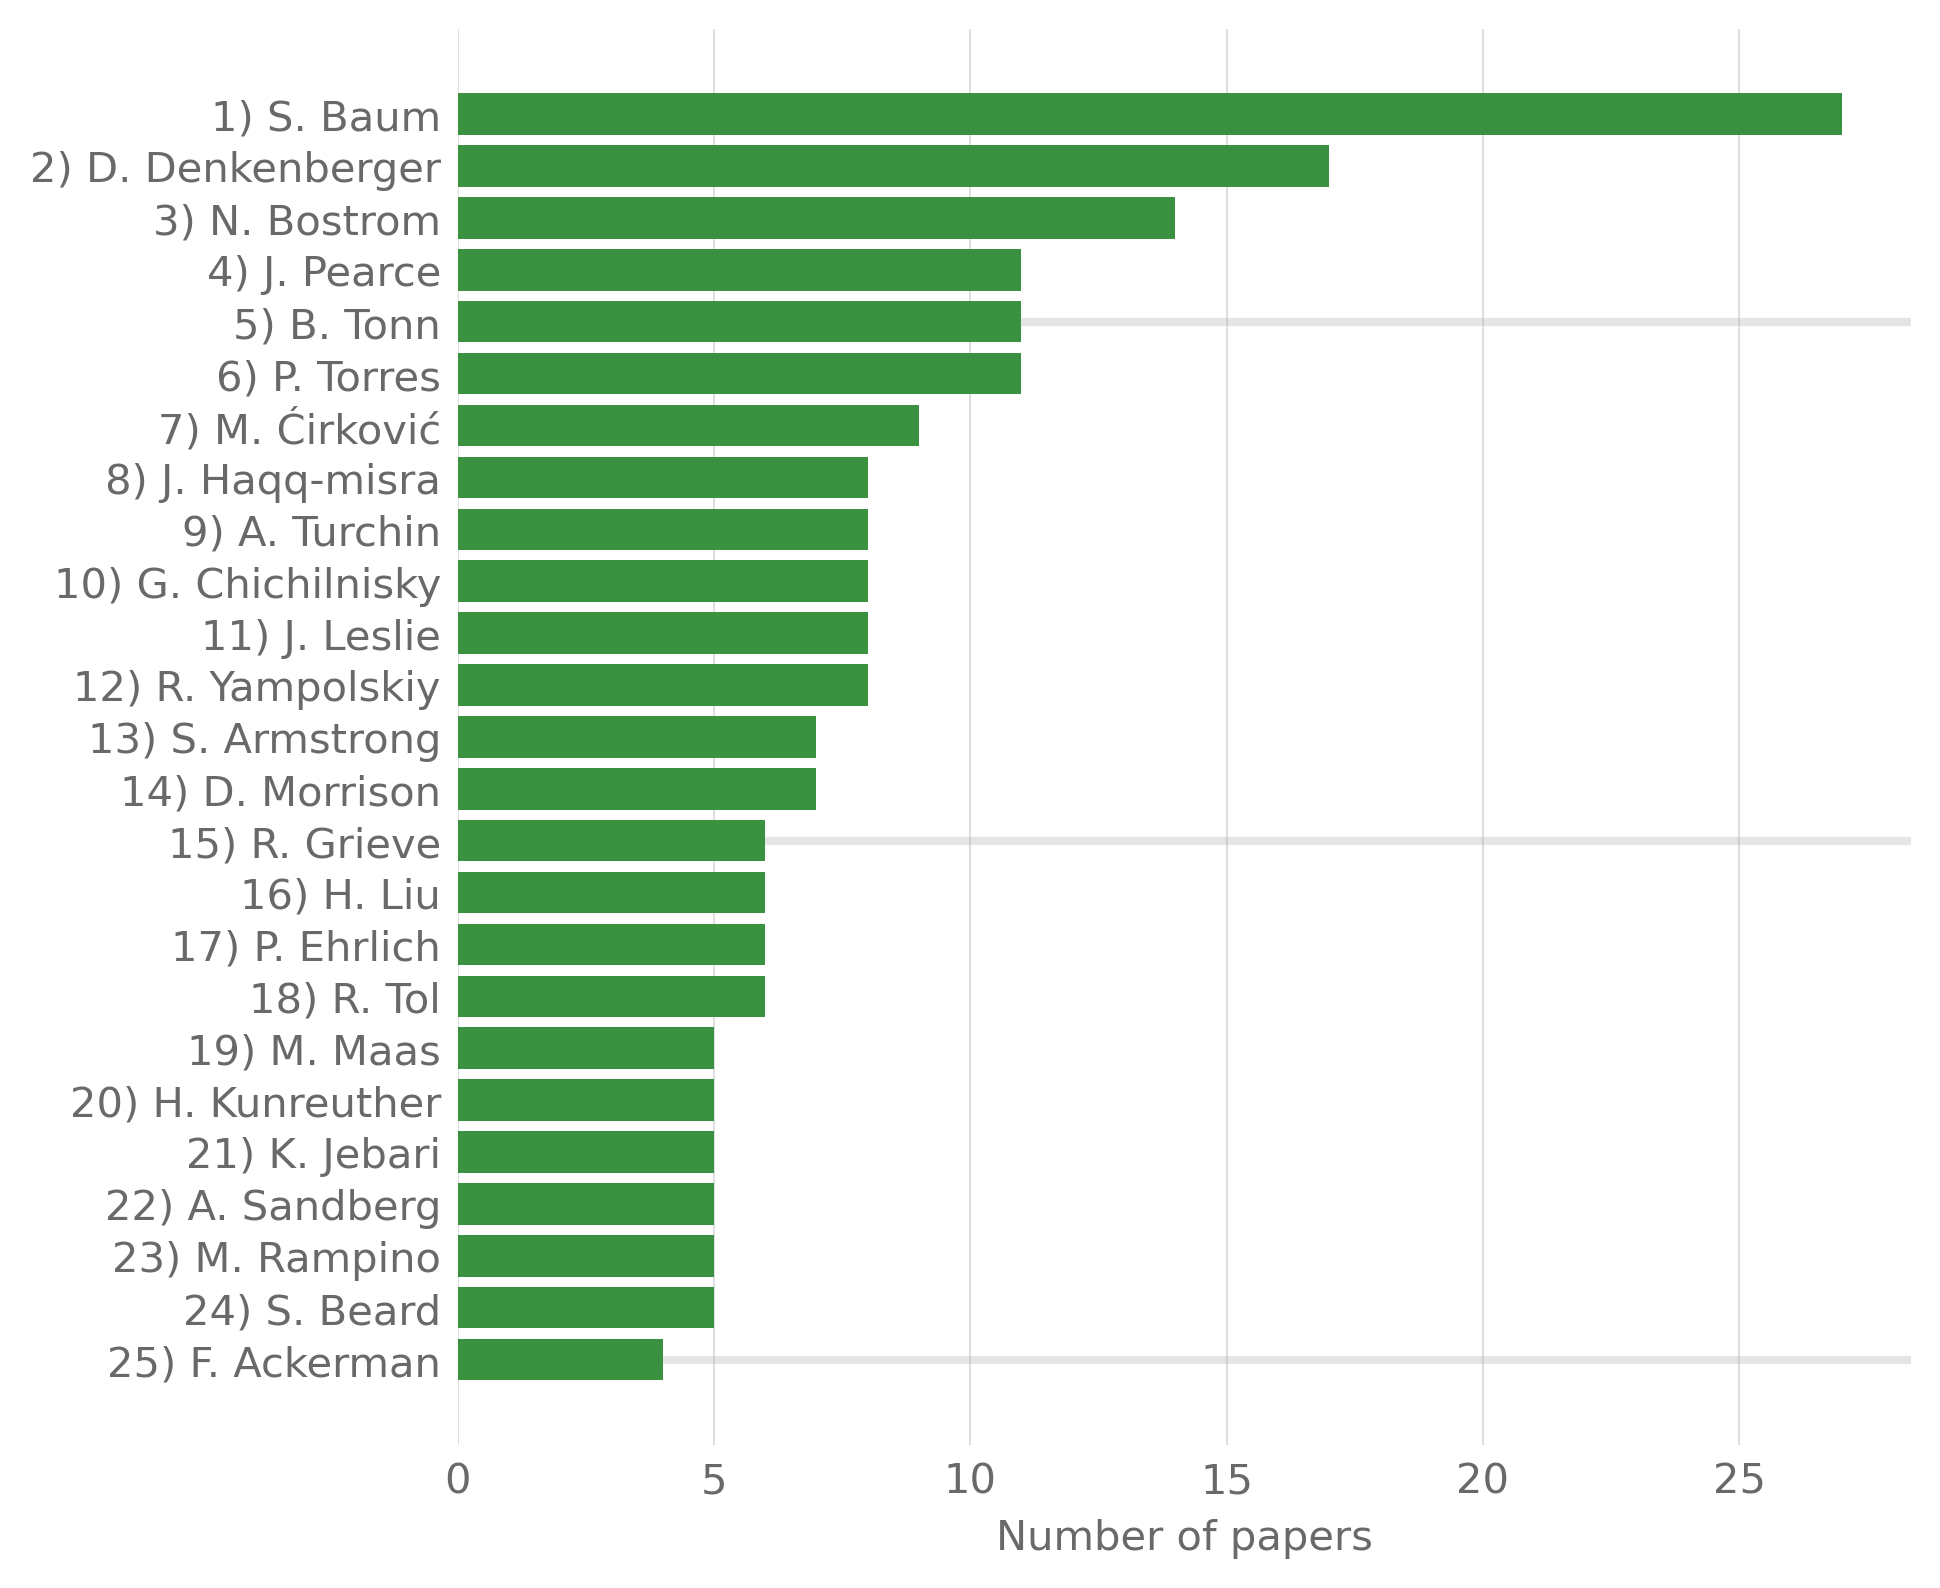 1) S. Baum
2) D. Denkenberger
3) N. Bostrom
4) J. Pearce
5) B. Tonn
6) P. Torres
7) M. Ćirković
8) J. Haqq-misra
9) A. Turchin
10) G. Chichilnisky
11) J. Leslie
12) R. Yampolskiy
13) S. Armstrong
14) D. Morrison
15) R. Grieve
16) H. Liu
17) P. Ehrlich
18) R. Tol
19) M. Maas
20) H. Kunreuther
21) K. Jebari
22) A. Sandberg
23) M. Rampino
24) S. Beard
25) F. Ackerman
0 5 10 15 20 25
Number of papers